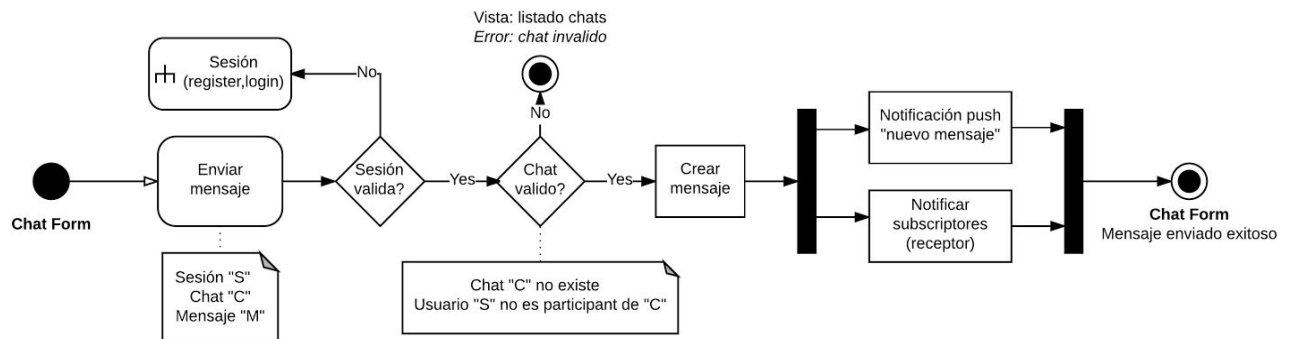 Vista: listado chats
Error: chat invalido
Sesión
(register,login)
No
No
Chat Form
Enviar
mensaje
Sesión
valida?
Yes
Chat
valido?
Yes
Crear
mensaje
Notificación push
"nuevo mensaje"
Notificar
subscriptores
(receptor)
Chat Form
Mensaje enviado exitoso
Sesión "S"
Chat "C"
Mensaje "M"
Chat "C" no existe
Usuario "S" no es participant de "C"